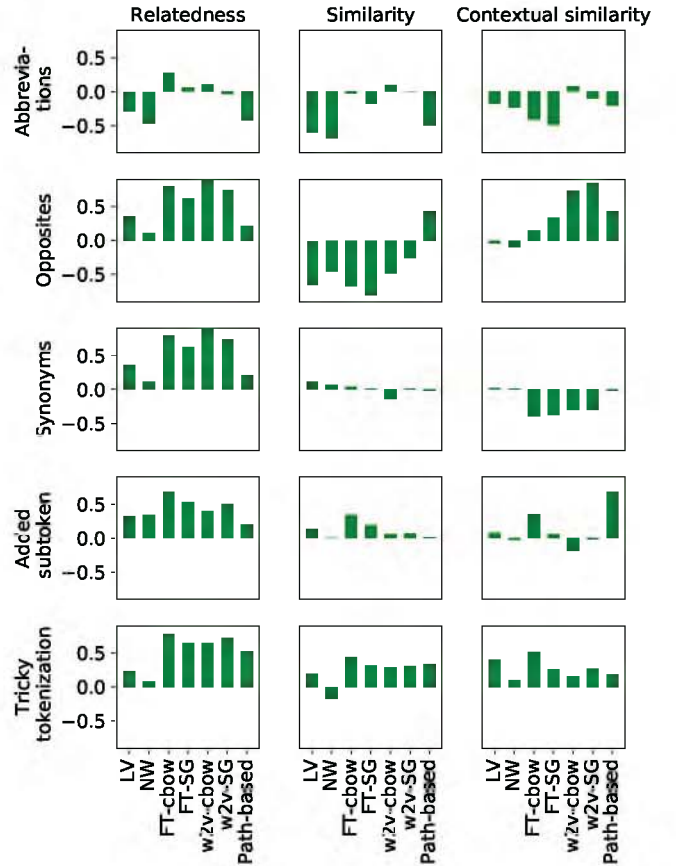 Relatedness Similarity Contextual similarity
Abbrevia-
tions
0.5
0.0
−0.5
Opposites
0.5
0.0
−0.5
Synonyms
0.5
0.0
−0.5
Added
subtoken
0.5
0.0
−0.5
Tricky
tokenization
0.5
0.0
−0.5
LV
NW
FT-cbow
FT-SG
w2v-cbow
w2v-SG
Path-based
LV
NW
FT-cbow
FT-SG
w2v-cbow
w2v-SG
Path-based
LV
NW
FT-cbow
FT-SG
w2v-cbow
w2v-SG
Path-based